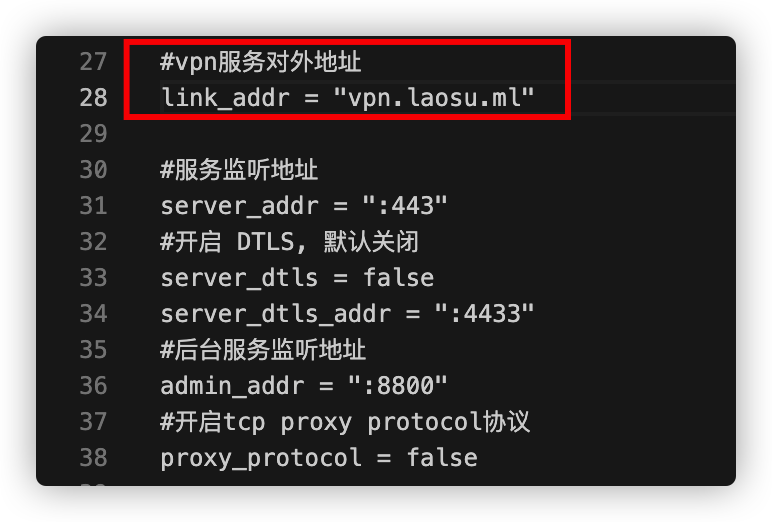 27 #vpn服务对外地址
28 link_addr = "vpn.laosu.ml"
29
30 #服务监听地址
31 server_addr = ":443"
32 #开启 DTLS, 默认关闭
33 server_dtls = false
34 server_dtls_addr = ":4433"
35 #后台服务监听地址
36 admin_addr = ":8800"
37 #开启tcp proxy protocol协议
38 proxy_protocol = false